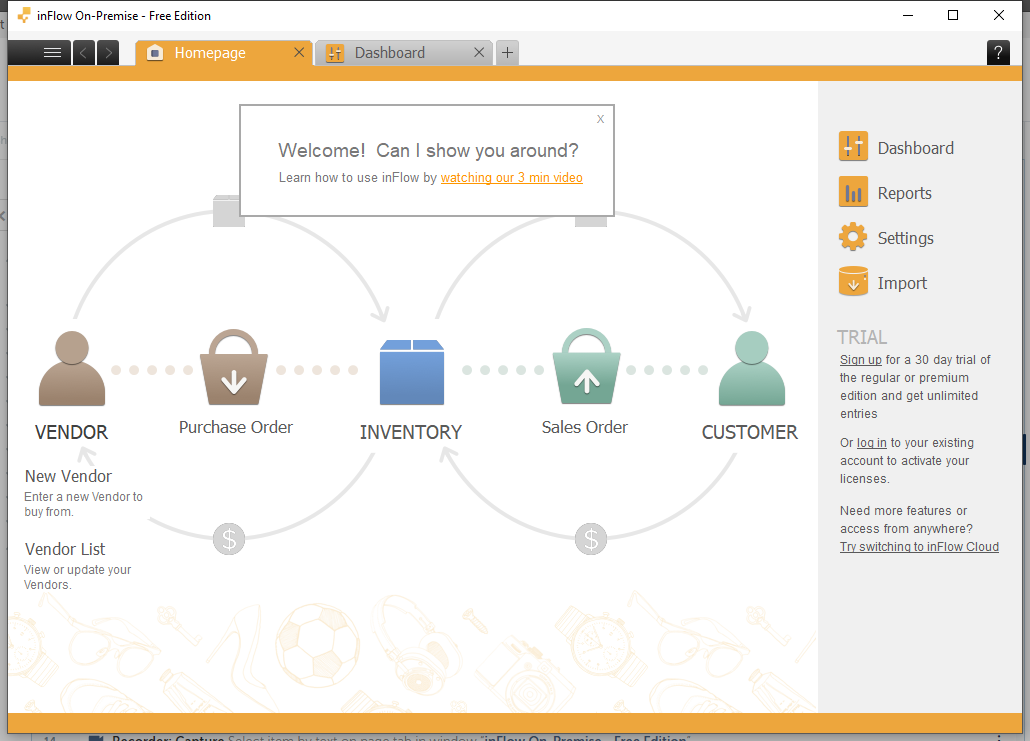 inFlow On-Premise - Free Edition
Homepage
Dashboard
?
X
Welcome! Can I show you around?
Learn how to use inFlow by watching our 3 min video
Dashboard
Reports
Settings
Import
VENDOR
Purchase Order
INVENTORY
Sales Order
CUSTOMER
New Vendor
Enter a new Vendor to
buy from.
Vendor List
View or update your
Vendors.
$
$
TRIAL
Sign up for a 30 day trial of
the regular or premium
edition and get unlimited
entries
Or log in to your existing
account to activate your
licenses.
Need more features or
access from anywhere?
Try switching to inFlow Cloud
14 Recorder: Capture Select item by text on page tab in window "inFlow On-Premise - Free Edition"